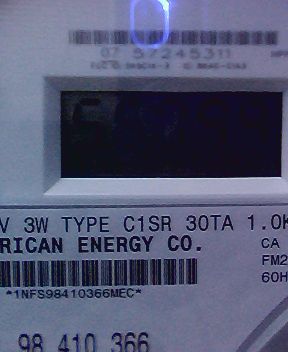 07 57245311
V 3W TYPE C1SR 30TA 1.0K
RICAN ENERGY CO.
CA
FM2
60H
*1NFS98410366MEC*
98 410 366